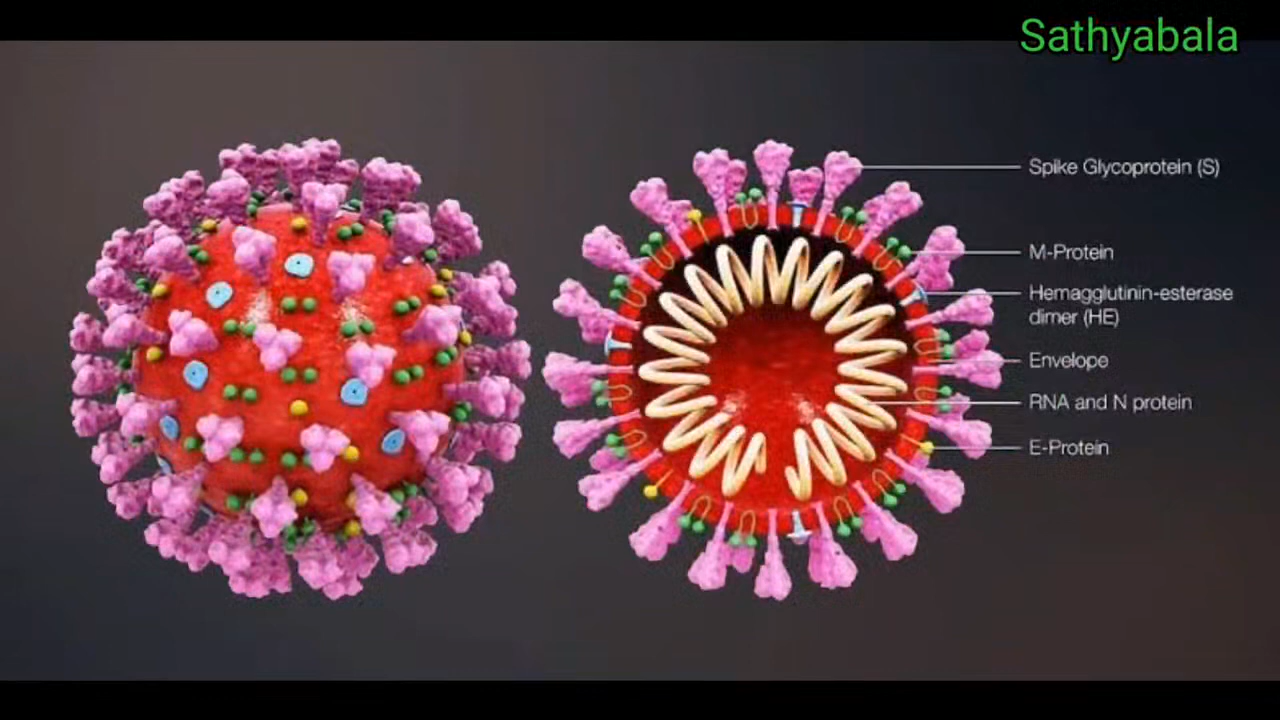 Sathyabala
Spike Glycoprotein (S)
M-Protein
Hemagglutinin-esterase
dimer (HE)
Envelope
RNA and N protein
E-Protein